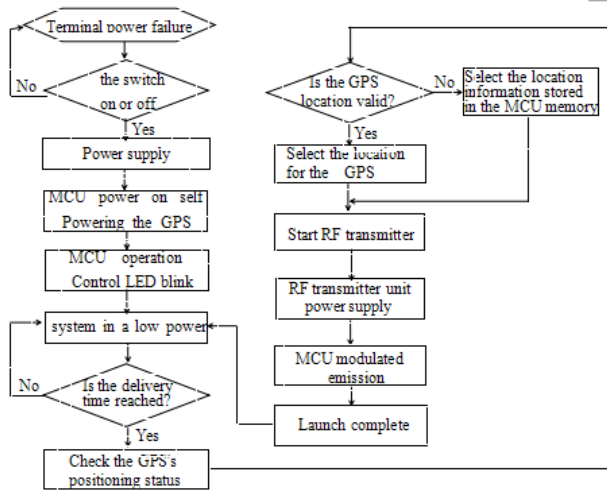 Terminal power failure
No
the switch
on or off
Yes
Power supply
MCU power on self
Powering the GPS
MCU operation
Control LED blink
system in a low power
No
Is the delivery
time reached?
Yes
Check the GPS's
positioning status
Is the GPS
location valid?
No
Select the location
information stored
in the MCU memory
Yes
Select the location
for the GPS
Start RF transmitter
RF transmitter unit
power supply
MCU modulated
emission
Launch complete